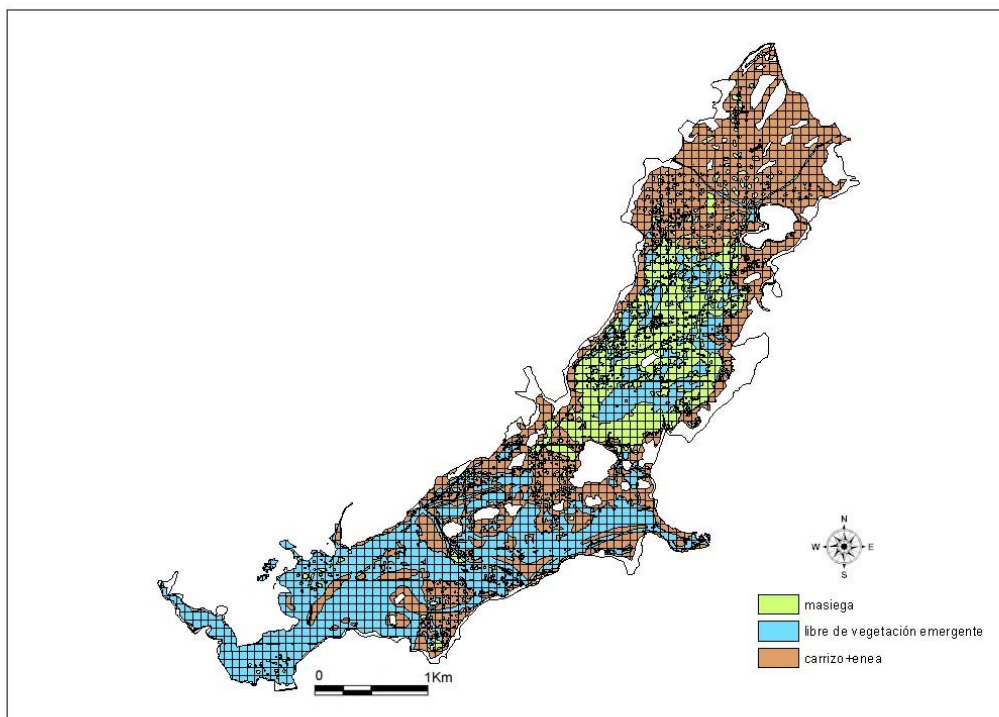 N
W E
S
masiega
libre de vegetación emergente
carrizo+enea
0 1Km